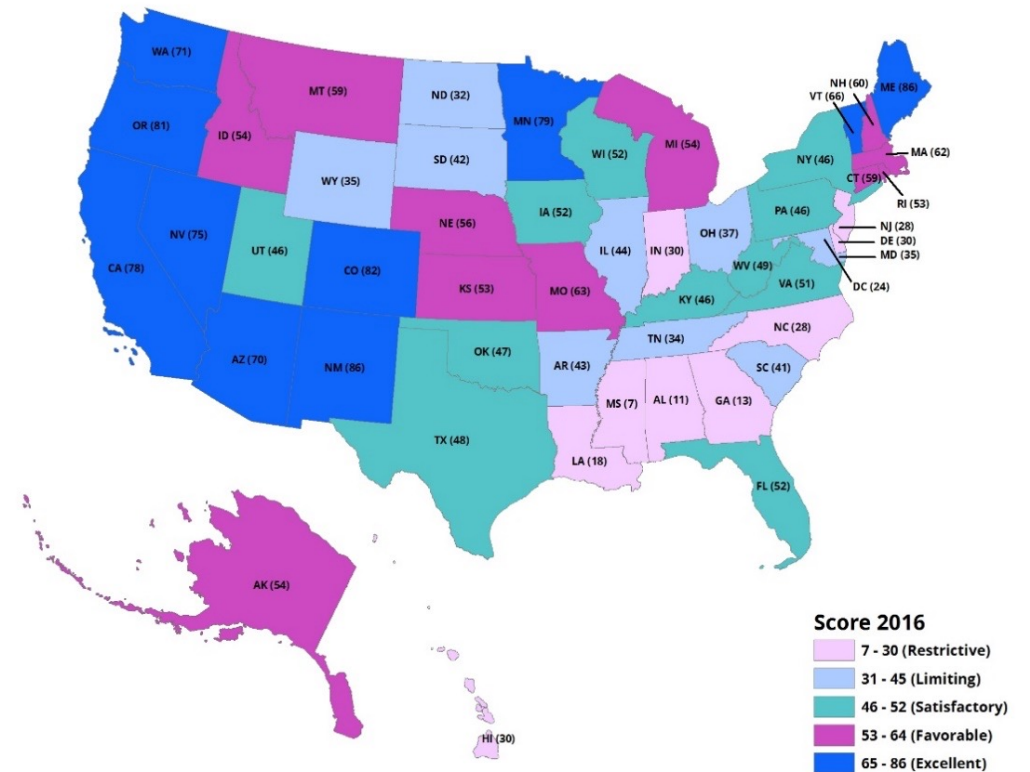 WA (71)
MT (59)
ND (32)
MN (79)
NH (60)
VT (66)
ME (86)
OR (81)
ID (54)
SD (42)
WI (52)
MI (54)
NY (46)
MA (62)
WY (35)
CT (59)
RI (53)
NE (56)
IA (52)
PA (46)
NV (75)
UT (46)
IL (44)
IN (30)
OH (37)
NJ (28)
DE (30)
MD (35)
CA (78)
CO (82)
KS (53)
MO (63)
WV (49)
VA (51)
DC (24)
KY (46)
NC (28)
AZ (70)
NM (86)
OK (47)
AR (43)
TN (34)
SC (41)
MS (7)
AL (11)
GA (13)
TX (48)
LA (18)
FL (52)
AK (54)
HI (30)
Score 2016
7 - 30 (Restrictive)
31 - 45 (Limiting)
46 - 52 (Satisfactory)
53 - 64 (Favorable)
65 - 86 (Excellent)